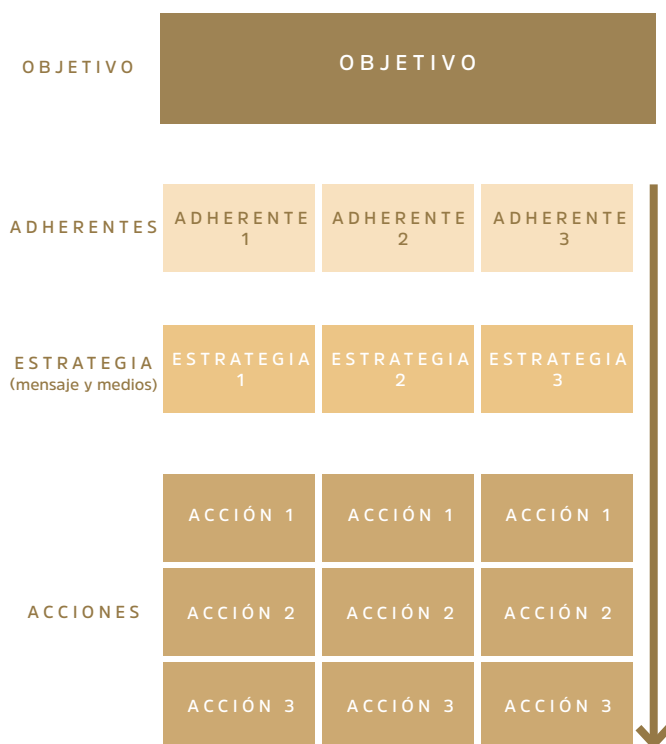 OBJETIVO
OBJETIVO
ADHERENTES
ADHERENTE
1
ADHERENTE
2
ADHERENTE
3
ESTRATEGIA
(mensaje y medios)
ESTRATEGIA
1
ESTRATEGIA
2
ESTRATEGIA
3
ACCIONES
ACCIÓN 1
ACCIÓN 1
ACCIÓN 1
ACCIÓN 2
ACCIÓN 2
ACCIÓN 2
ACCIÓN 3
ACCIÓN 3
ACCIÓN 3